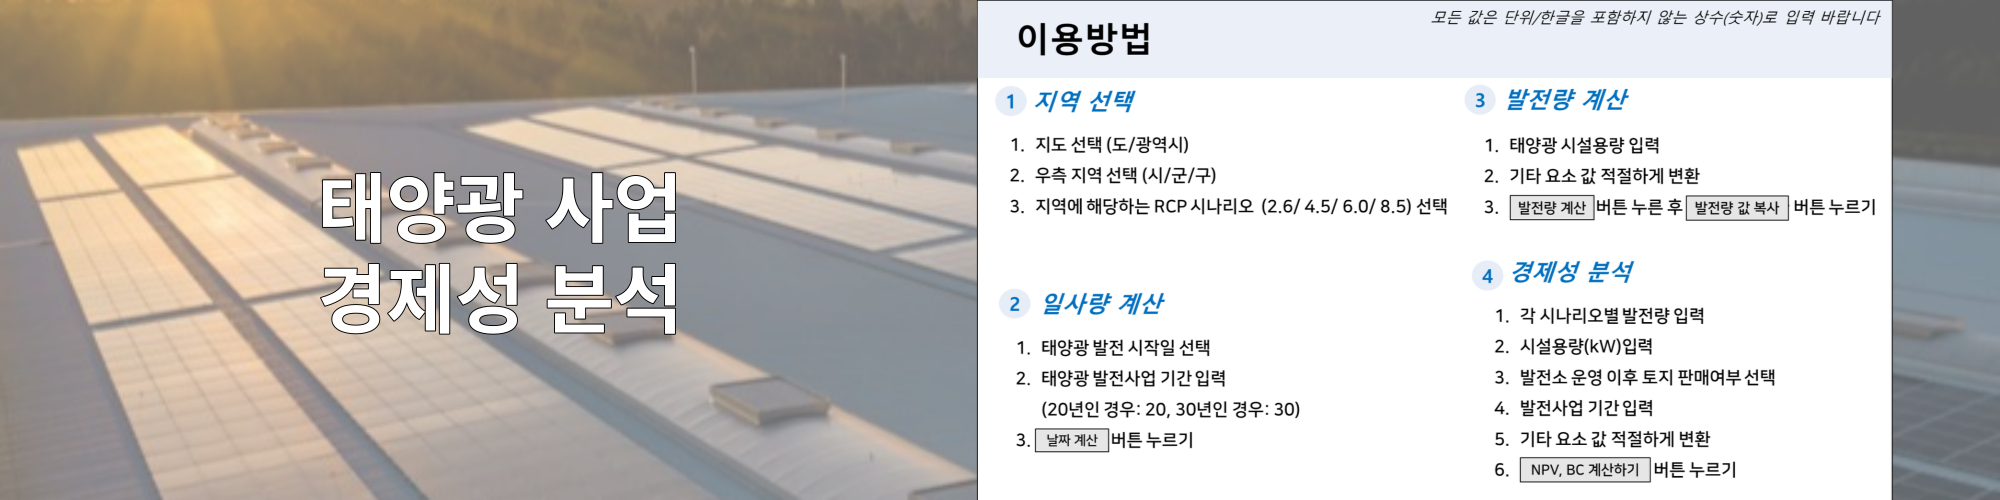 태양광 사업
경제성 분석
이용방법
모든 값은 단위/한글을 포함하지 않는 상수(숫자)로 입력 바랍니다
1 지역 선택
1. 지도 선택 (도/광역시)
2. 우측 지역 선택 (시/군/구)
3. 지역에 해당하는 RCP 시나리오 (2.6/ 4.5/ 6.0/ 8.5) 선택
2 일사량 계산
1. 태양광 발전 시작일 선택
2. 태양광 발전사업 기간 입력
(20년인 경우: 20, 30년인 경우: 30)
3. 날짜 계산 버튼 누르기
3 발전량 계산
1. 태양광 시설용량 입력
2. 기타 요소 값 적절하게 변환
3. 발전량 계산 버튼 누른 후 발전량 값 복사 버튼 누르기
4 경제성 분석
1. 각 시나리오별 발전량 입력
2. 시설용량(kW)입력
3. 발전소 운영 이후 토지 판매여부 선택
4. 발전사업 기간 입력
5. 기타 요소 값 적절하게 변환
6. NPV, BC 계산하기 버튼 누르기